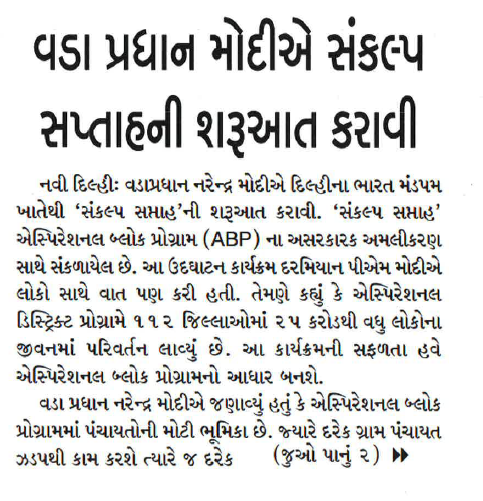 વડા પ્રધાન મોદીએ સંકલ્પ
સપ્તાહની શરૂઆત કરાવી
નવી દિલ્હીઃ વડાપ્રધાન નરેન્દ્ર મોદીએ દિલ્હીના ભારત મંડપમ
ખાતેથી ‘સંકલ્પ સપ્તાહ’ની શરૂઆત કરાવી. ‘સંકલ્પ સપ્તાહ’
એસ્પિરેશનલ બ્લોક પ્રોગ્રામ (ABP) ના અસરકારક અમલીકરણ
સાથે સંકળાયેલ છે. આ ઉદઘાટન કાર્યક્રમ દરમિયાન પીએમ મોદીએ
લોકો સાથે વાત પણ કરી હતી. તેમણે કહ્યું કે એસ્પિરેશનલ
ડિસ્ટ્રિક્ટ પ્રોગ્રામે ૧૧૨ જિલ્લાઓમાં ૨૫ કરોડથી વધુ લોકોના
જીવનમાં પરિવર્તન લાવ્યું છે. આ કાર્યક્રમની સફળતા હવે
એસ્પિરેશનલ બ્લોક પ્રોગ્રામનો આધાર બનશે.
વડા પ્રધાન નરેન્દ્ર મોદીએ જણાવ્યું હતું કે એસ્પિરેશનલ બ્લોક
પ્રોગ્રામમાં પંચાયતોની મોટી ભૂમિકા છે. જ્યારે દરેક ગ્રામ પંચાયત
ઝડપથી કામ કરશે ત્યારે જ દરેક (જુઓ પાનું ૨)